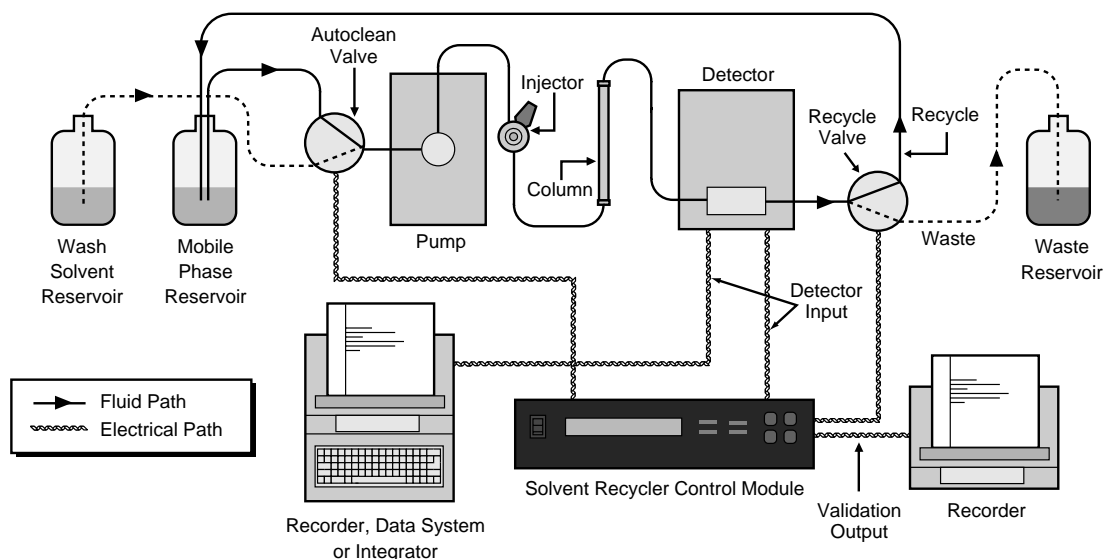 Autoclean
Valve
Injector
Detector
Recycle
Valve
Recycle
Column
Waste
Pump
Wash
Solvent
Reservoir
Mobile
Phase
Reservoir
Waste
Reservoir
Detector
Input
Fluid Path
Electrical Path
Solvent Recycler Control Module
Validation
Output
Recorder
Recorder, Data System
or Integrator